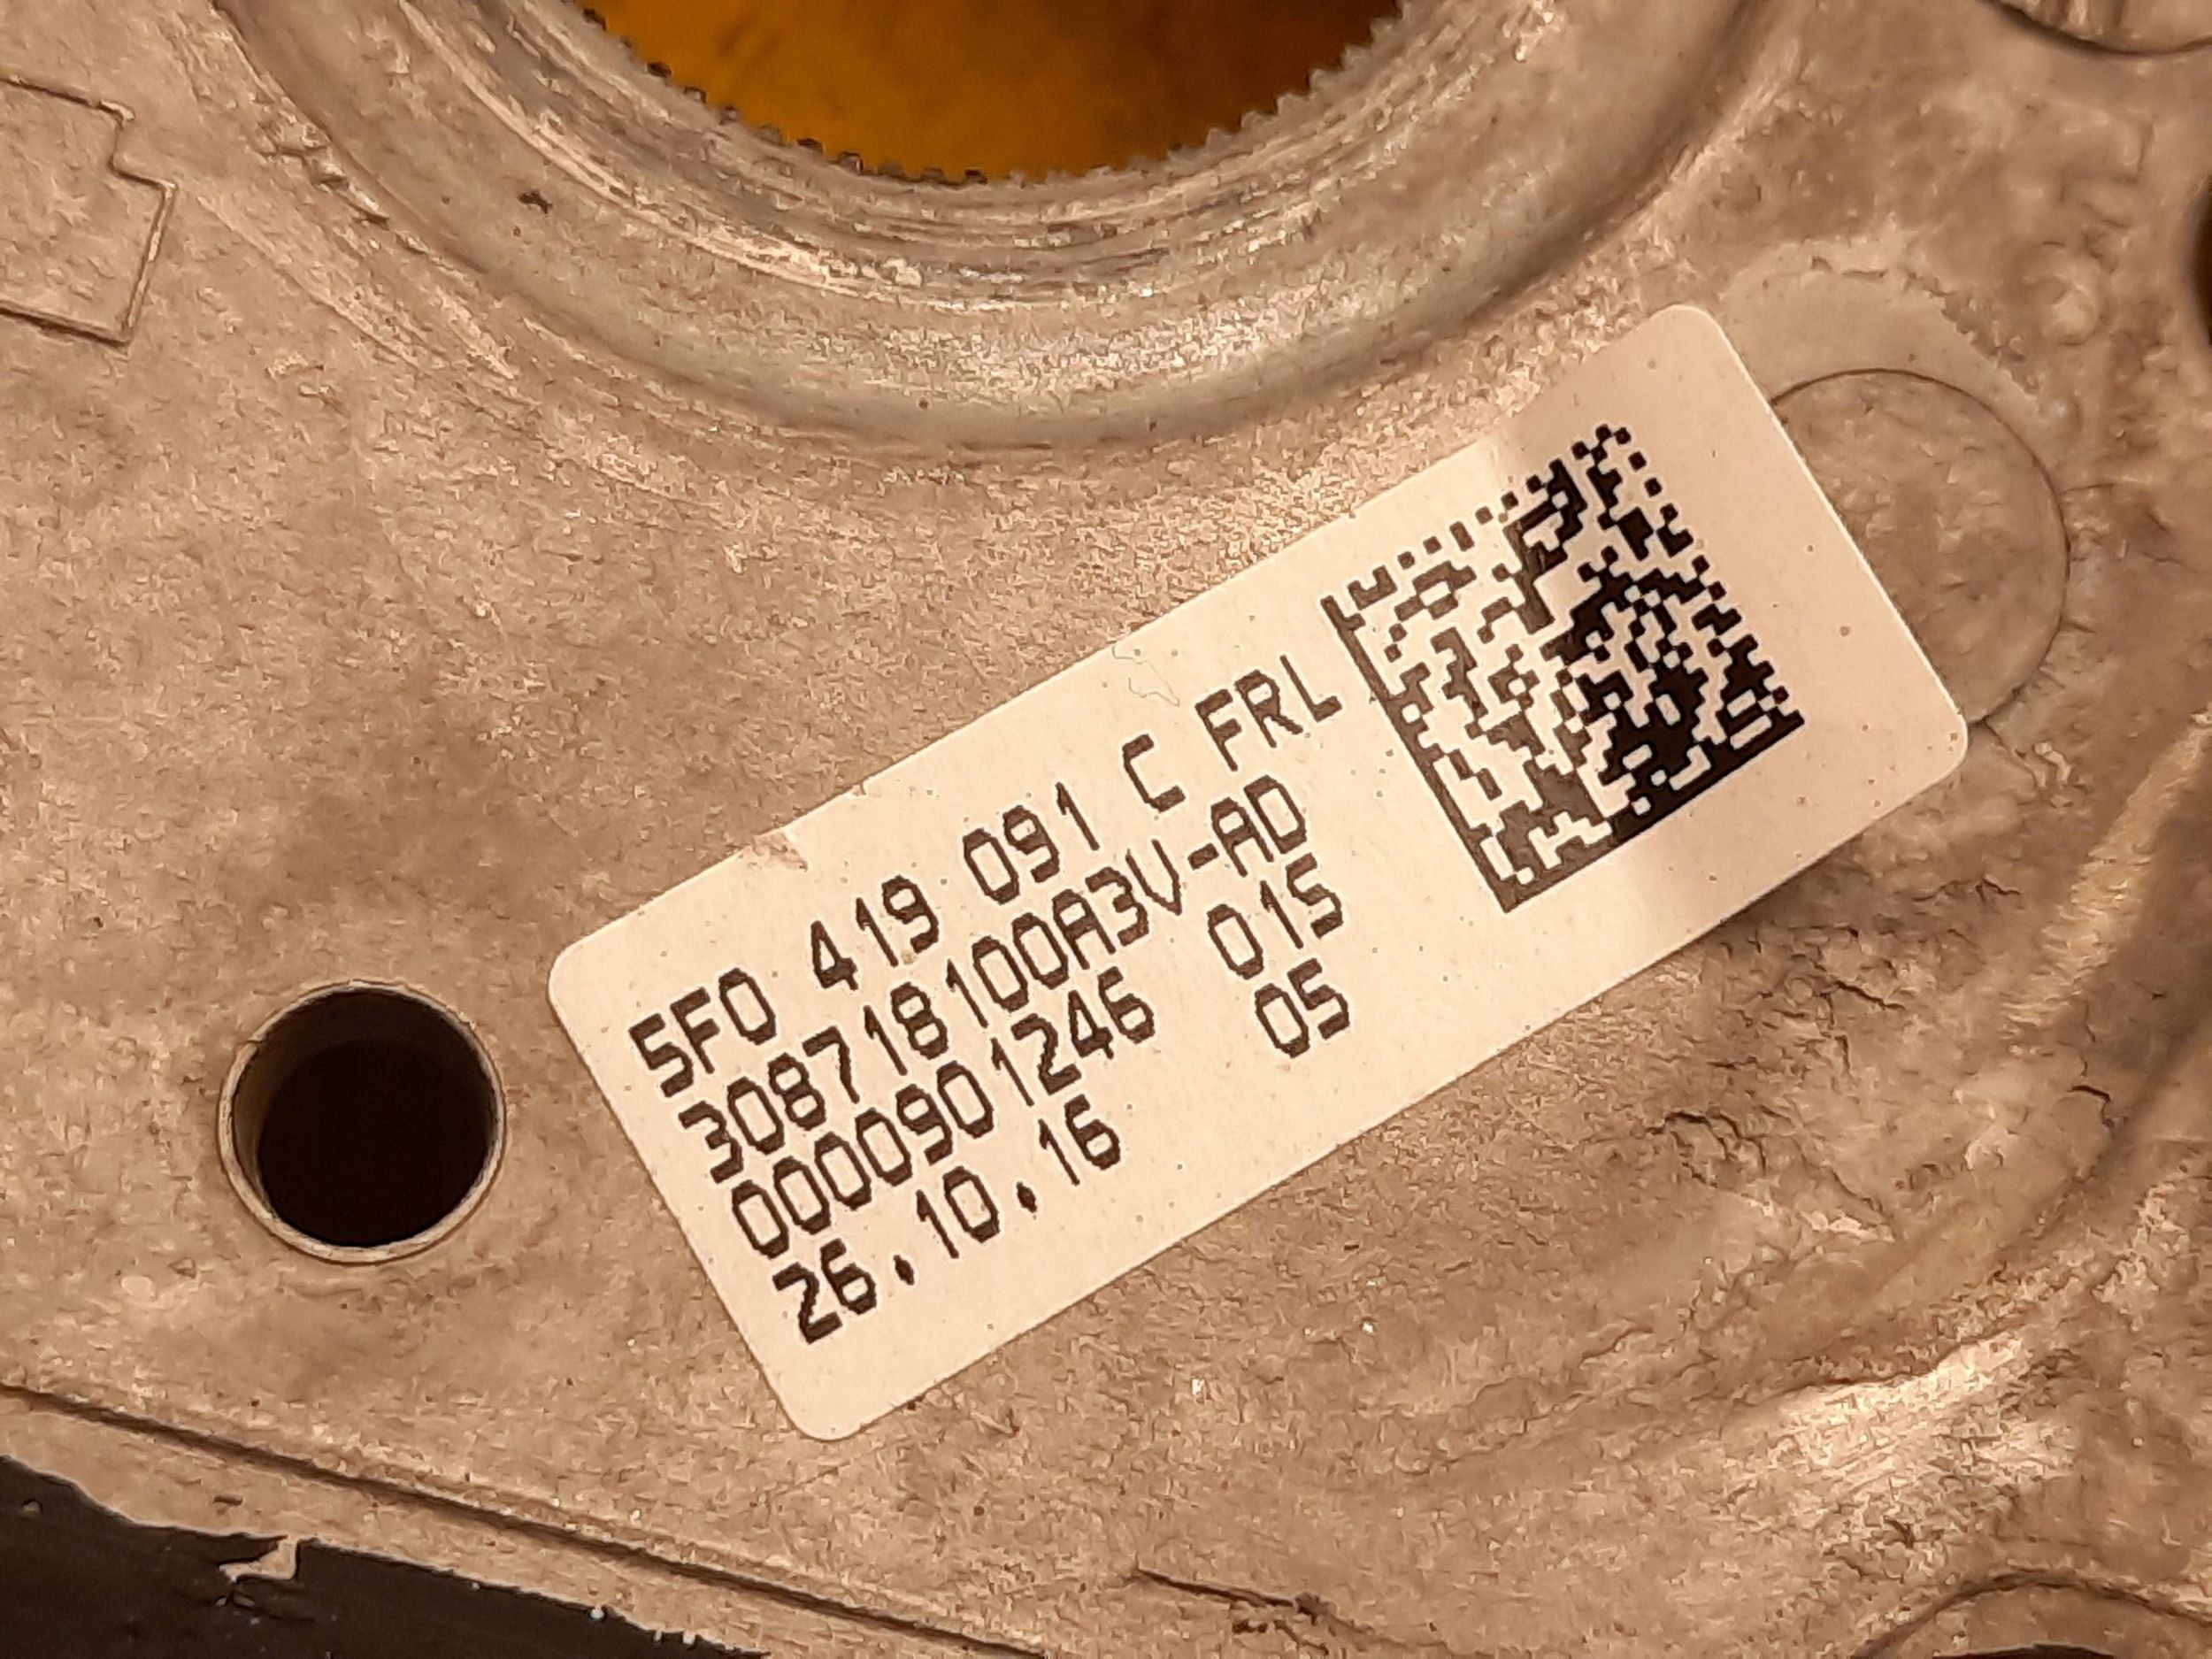 5F0 419 091 C FRL
308718100A3V-AD
0000901246 015
26.10.16 05